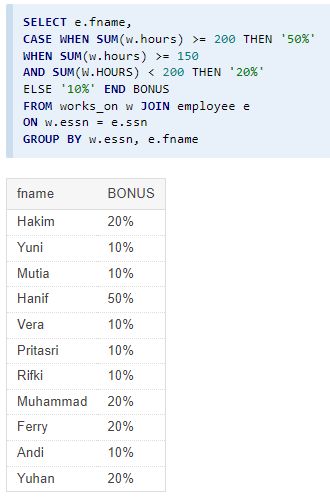 SELECT e.fname,
CASE WHEN SUM(w.hours) >= 200 THEN '50%'
WHEN SUM(w.hours) >= 150
AND SUM(W.HOURS) < 200 THEN '20%'
ELSE '10%' END BONUS
FROM works_on w JOIN employee e
ON w.essn = e.ssn
GROUP BY w.essn, e.fname
fname BONUS
Hakim 20%
Yuni 10%
Mutia 10%
Hanif 50%
Vera 10%
Pritasri 10%
Rifki 10%
Muhammad 20%
Ferry 20%
Andi 10%
Yuhan 20%